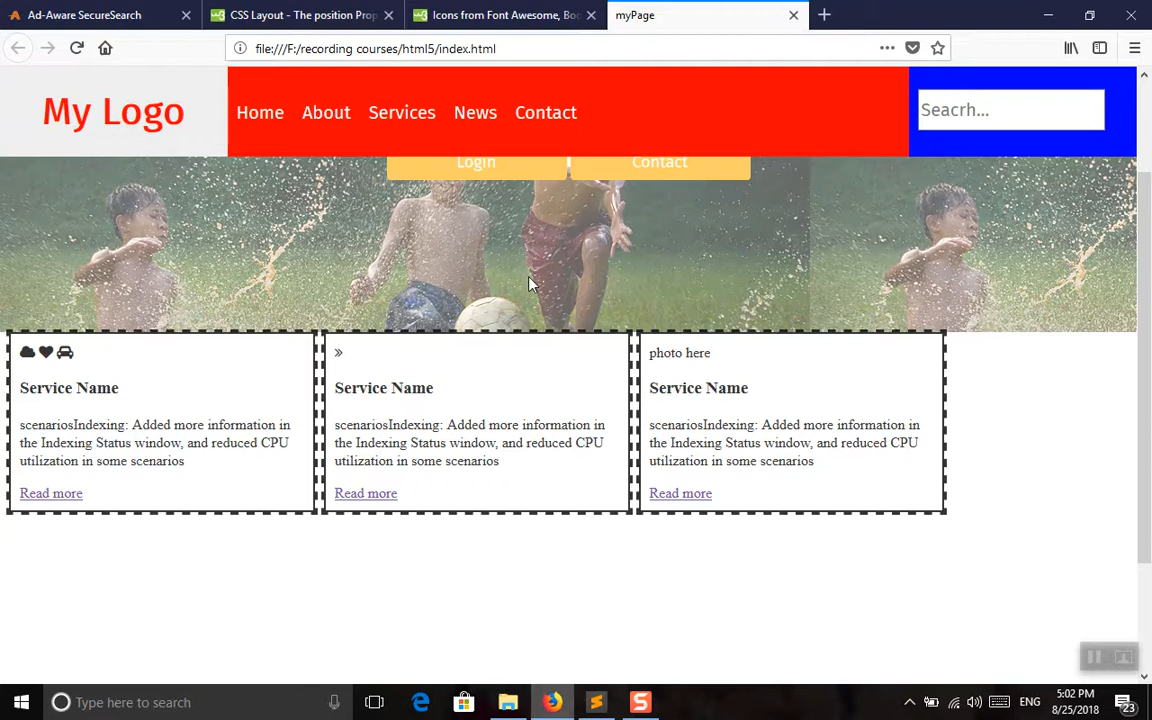 Ad-Aware SecureSearch
CSS Layout - The position Prop
Icons from Font Awesome, Boo
myPage
file:///F:/recording courses/html5/index.html
My Logo
Home About Services News Contact
Seacrh...
Login Contact
photo here
Service Name
Service Name
Service Name
scenariosIndexing: Added more information in
the Indexing Status window, and reduced CPU
utilization in some scenarios
scenariosIndexing: Added more information in
the Indexing Status window, and reduced CPU
utilization in some scenarios
scenariosIndexing: Added more information in
the Indexing Status window, and reduced CPU
utilization in some scenarios
Read more
Read more
Read more
Type here to search
ENG
5:02 PM
8/25/2018
23